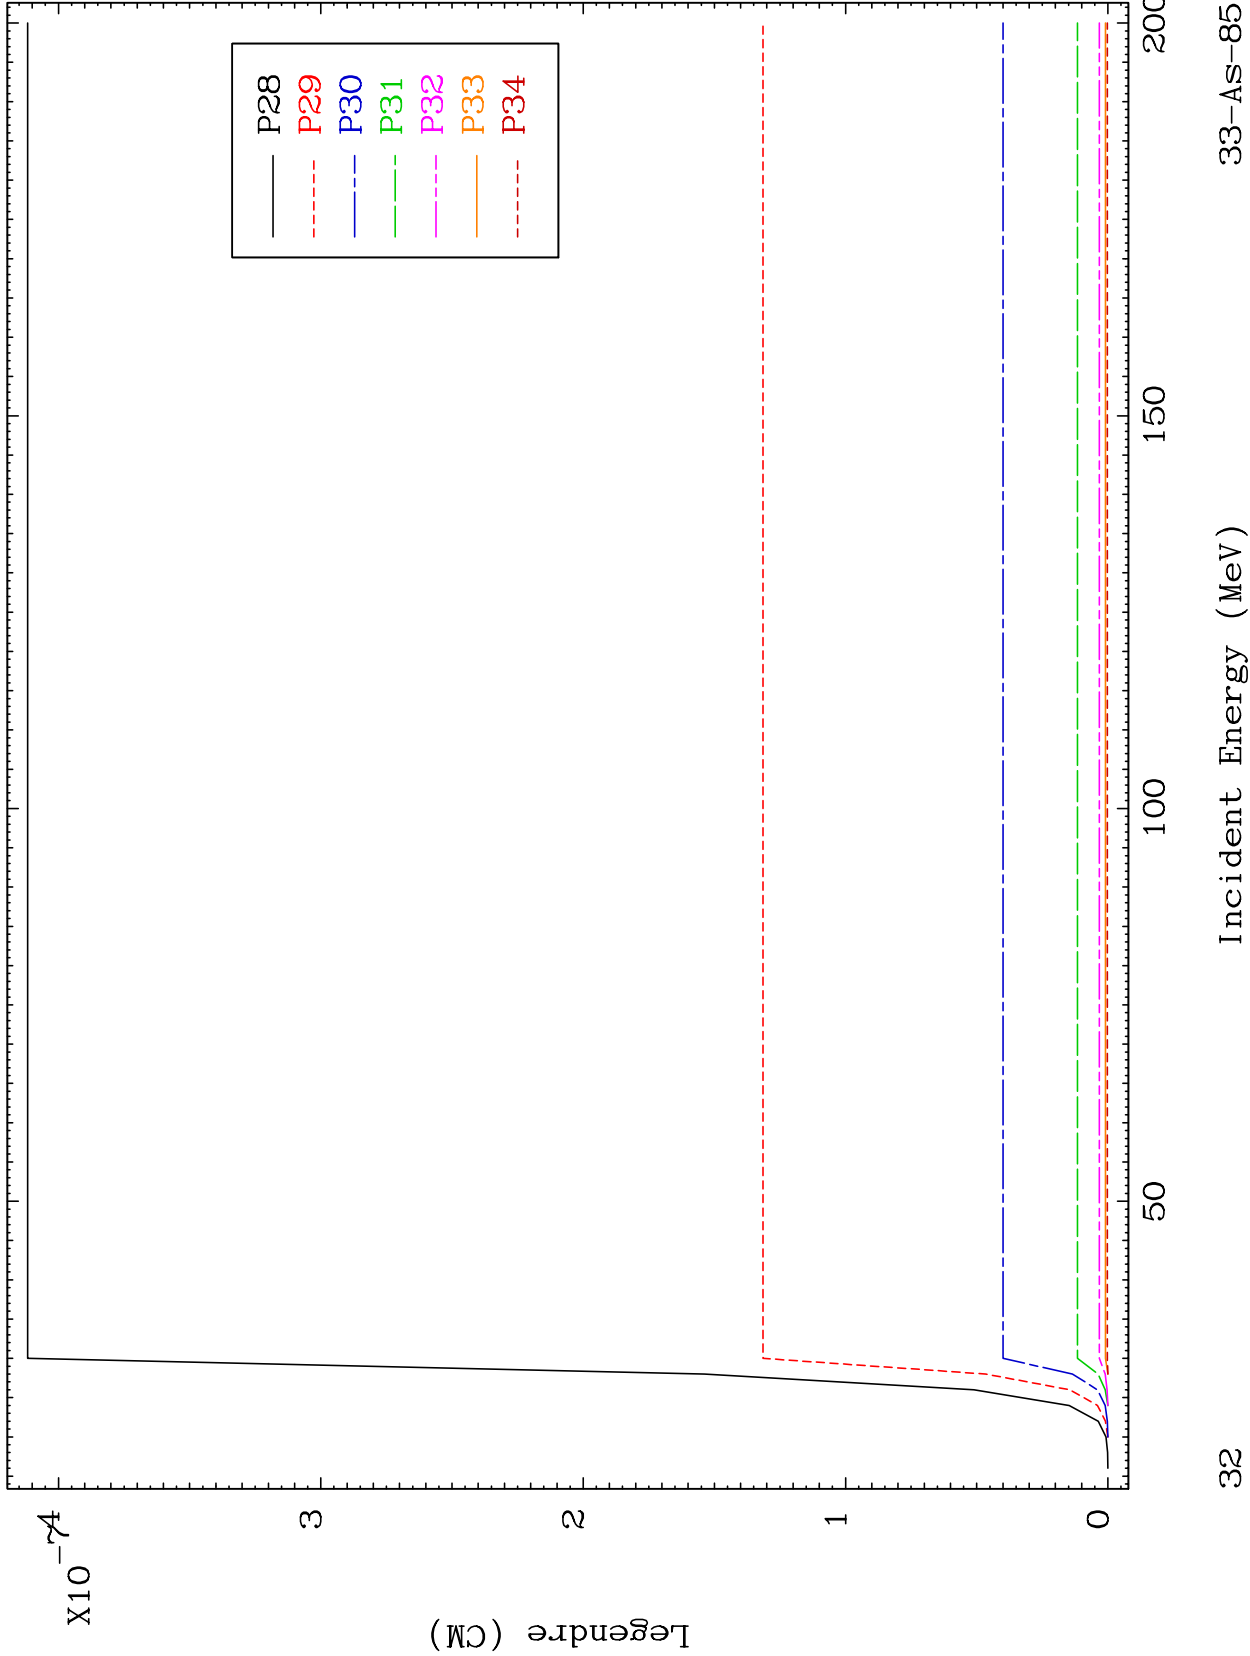 X10
-7
4
3
2
1
0
Legendre (CM)
P28
P29
P30
P31
P32
P33
P34
50
100
150
200
Incident Energy (MeV)
32
33-As-85